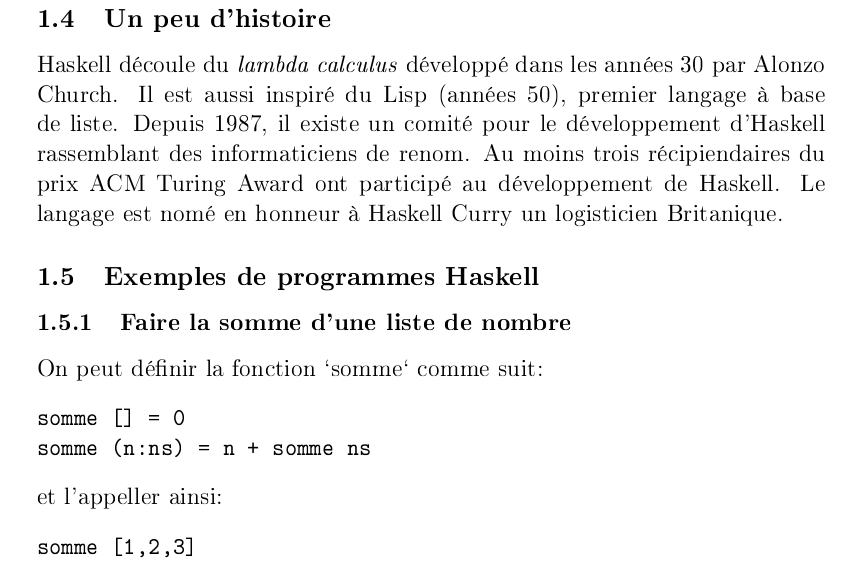 1.4 Un peu d'histoire
Haskell découle du lambda calculus développé dans les années 30 par Alonzo
Church. Il est aussi inspiré du Lisp (années 50), premier langage à base
de liste. Depuis 1987, il existe un comité pour le développement d'Haskell
rassemblant des informaticiens de renom. Au moins trois récipiendaires du
prix ACM Turing Award ont participé au développement de Haskell. Le
langage est nomé en honneur à Haskell Curry un logisticien Britanique.
1.5 Exemples de programmes Haskell
1.5.1 Faire la somme d'une liste de nombre
On peut définir la fonction ‘somme‘ comme suit:
somme [] = 0
somme (n:ns) = n + somme ns
et l'appeller ainsi:
somme [1,2,3]